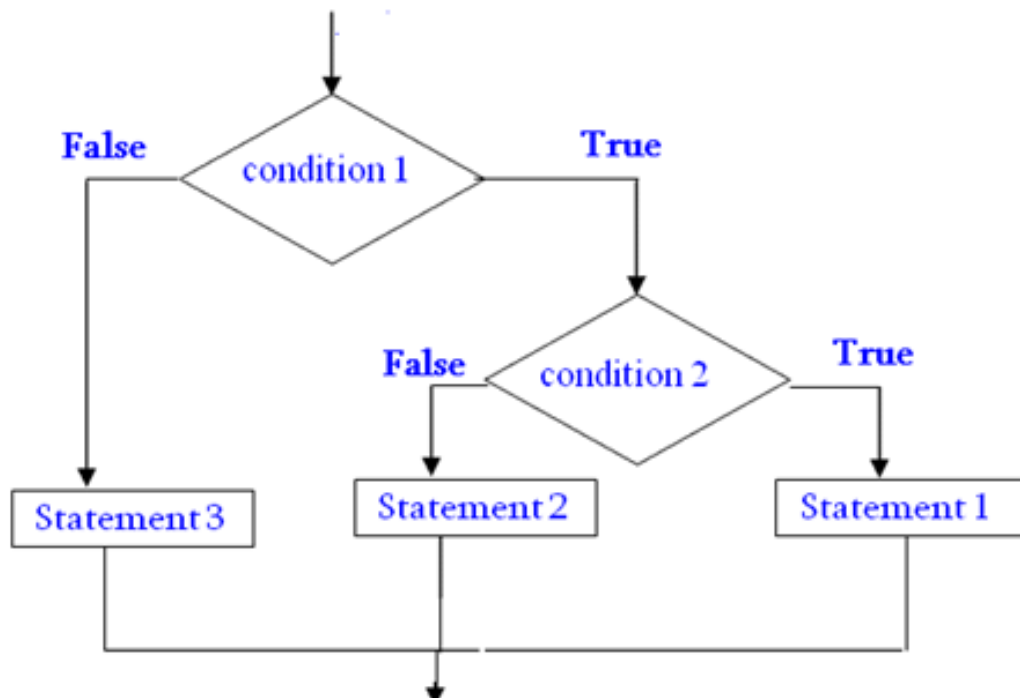 False
True
condition 1
False
True
condition 2
Statement 3
Statement 2
Statement 1